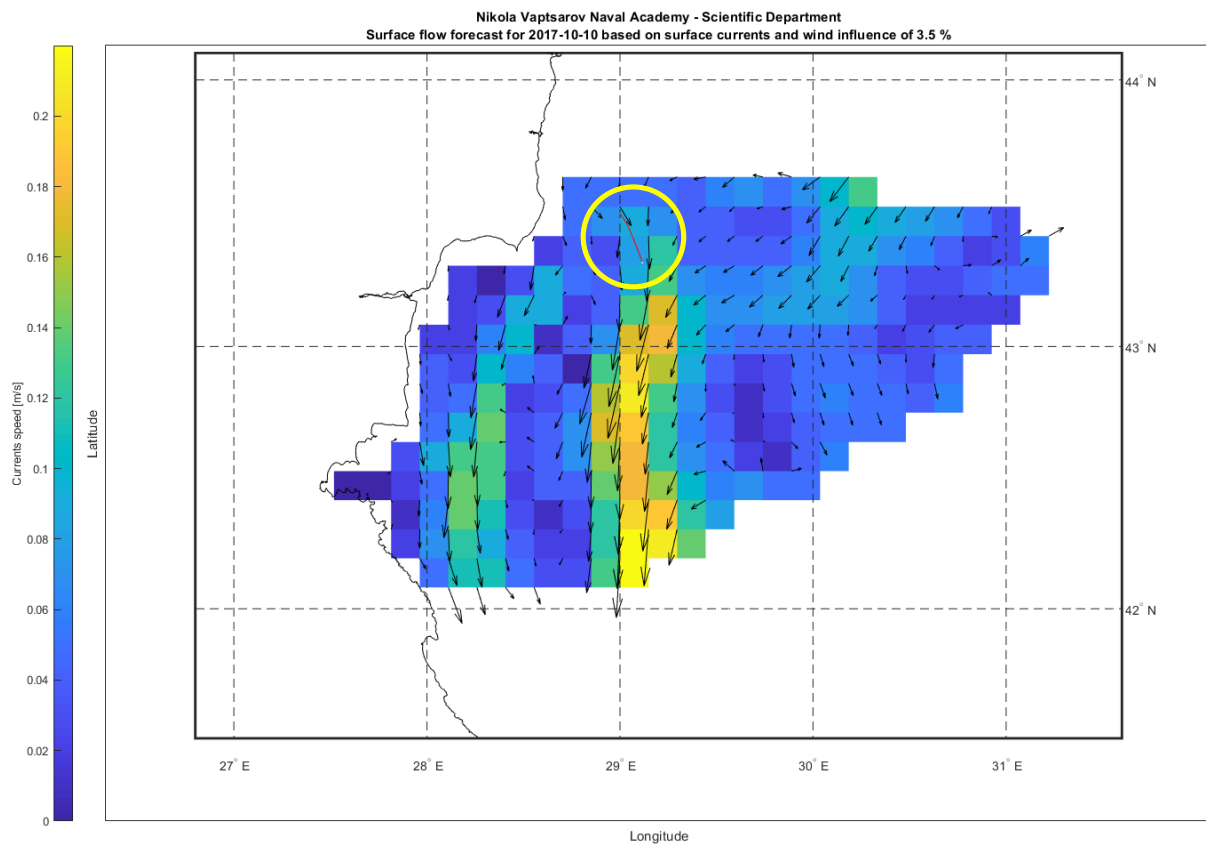 Nikola Vaptsarov Naval Academy - Scientific Department
Surface flow forecast for 2017-10-10 based on surface currents and wind influence of 3.5 %
0.2
0.18
0.16
0.14
0.12
0.1
0.08
0.06
0.04
0.02
0
Currents speed [m/s]
Latitude
44° N
43° N
42° N
27° E
28° E
29° E
30° E
31° E
Longitude